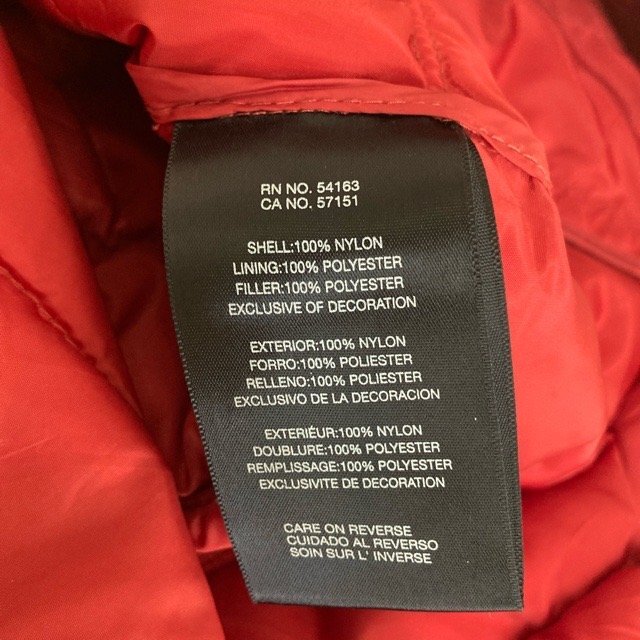 RN NO. 54163
CA NO. 57151
SHELL:100% NYLON
LINING:100% POLYESTER
FILLER:100% POLYESTER
EXCLUSIVE OF DECORATION
EXTERIOR:100% NYLON
FORRO:100% POLIESTER
RELLENO:100% POLIESTER
EXCLUSIVO DE LA DECORACION
EXTERIEUR:100% NYLON
DOUBLURE:100% POLYESTER
REMPLISSAGE:100% POLYESTER
EXCLUSIVITE DE DECORATION
CARE ON REVERSE
CUIDADO AL REVERSO
SOIN SUR L' INVERSE